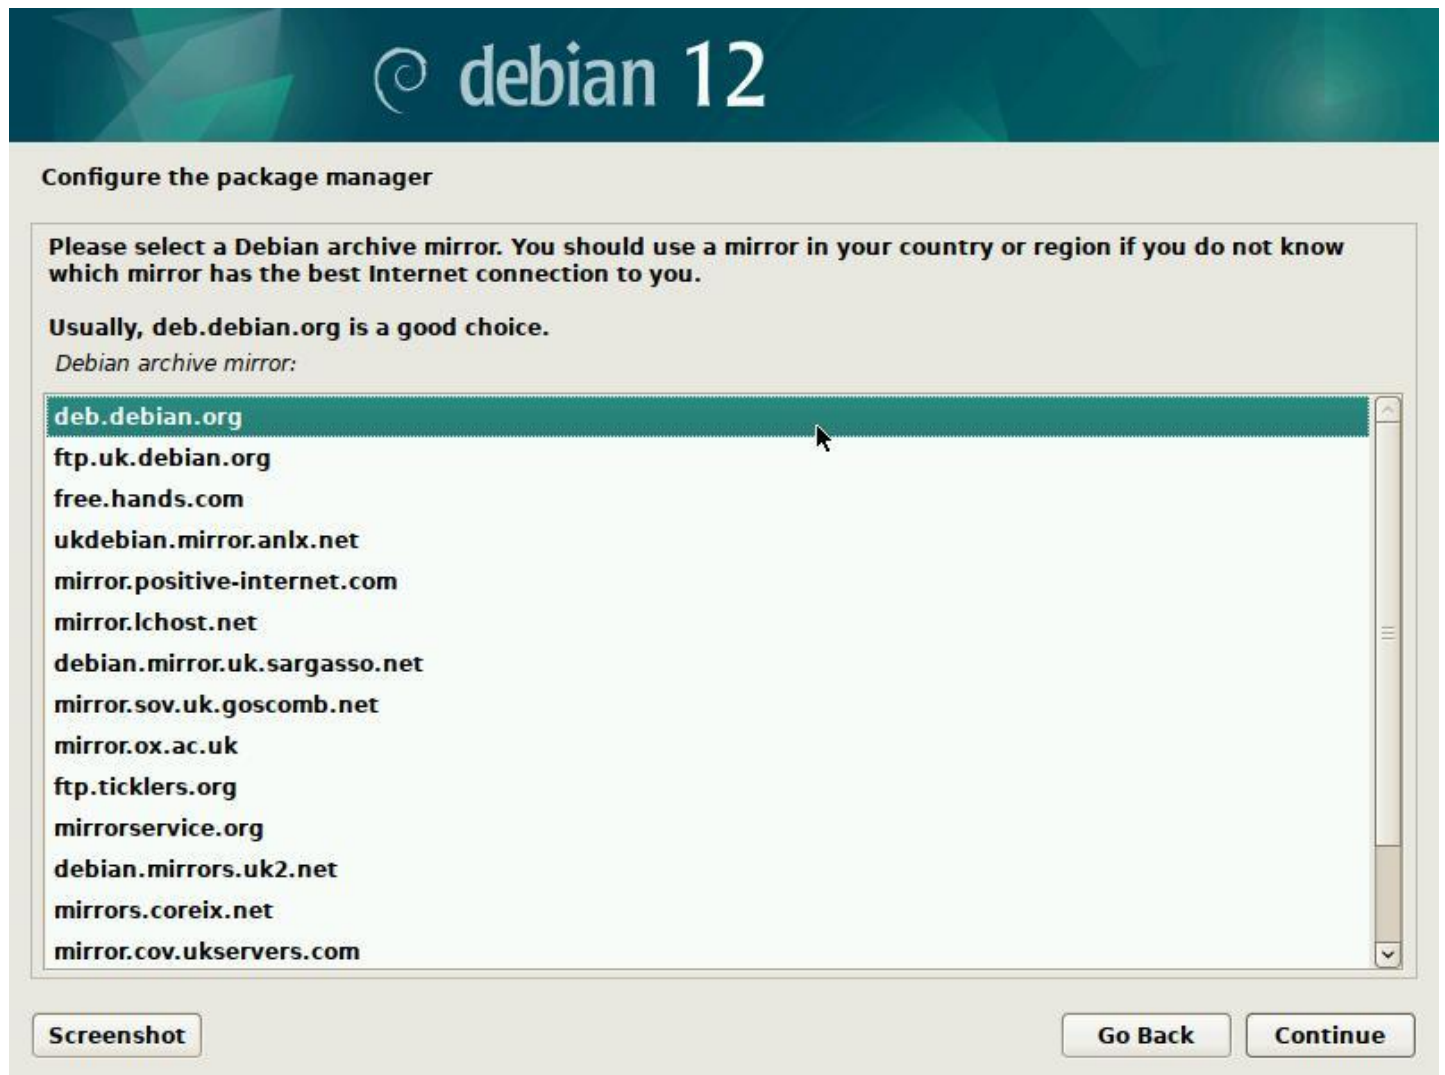 debian 12
Configure the package manager
Please select a Debian archive mirror. You should use a mirror in your country or region if you do not know
which mirror has the best Internet connection to you.
Usually, deb.debian.org is a good choice.
Debian archive mirror:
deb.debian.org
ftp.uk.debian.org
free.hands.com
ukdebian.mirror.anlx.net
mirror.positive-internet.com
mirror.lchost.net
debian.mirror.uk.sargasso.net
mirror.sov.uk.goscomb.net
mirror.ox.ac.uk
ftp.ticklers.org
mirrorservice.org
debian.mirrors.uk2.net
mirrors.coreix.net
mirror.cov.ukservers.com
Screenshot
Go Back
Continue